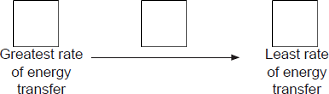 Greatest rate
of energy
transfer
Least rate
of energy
transfer